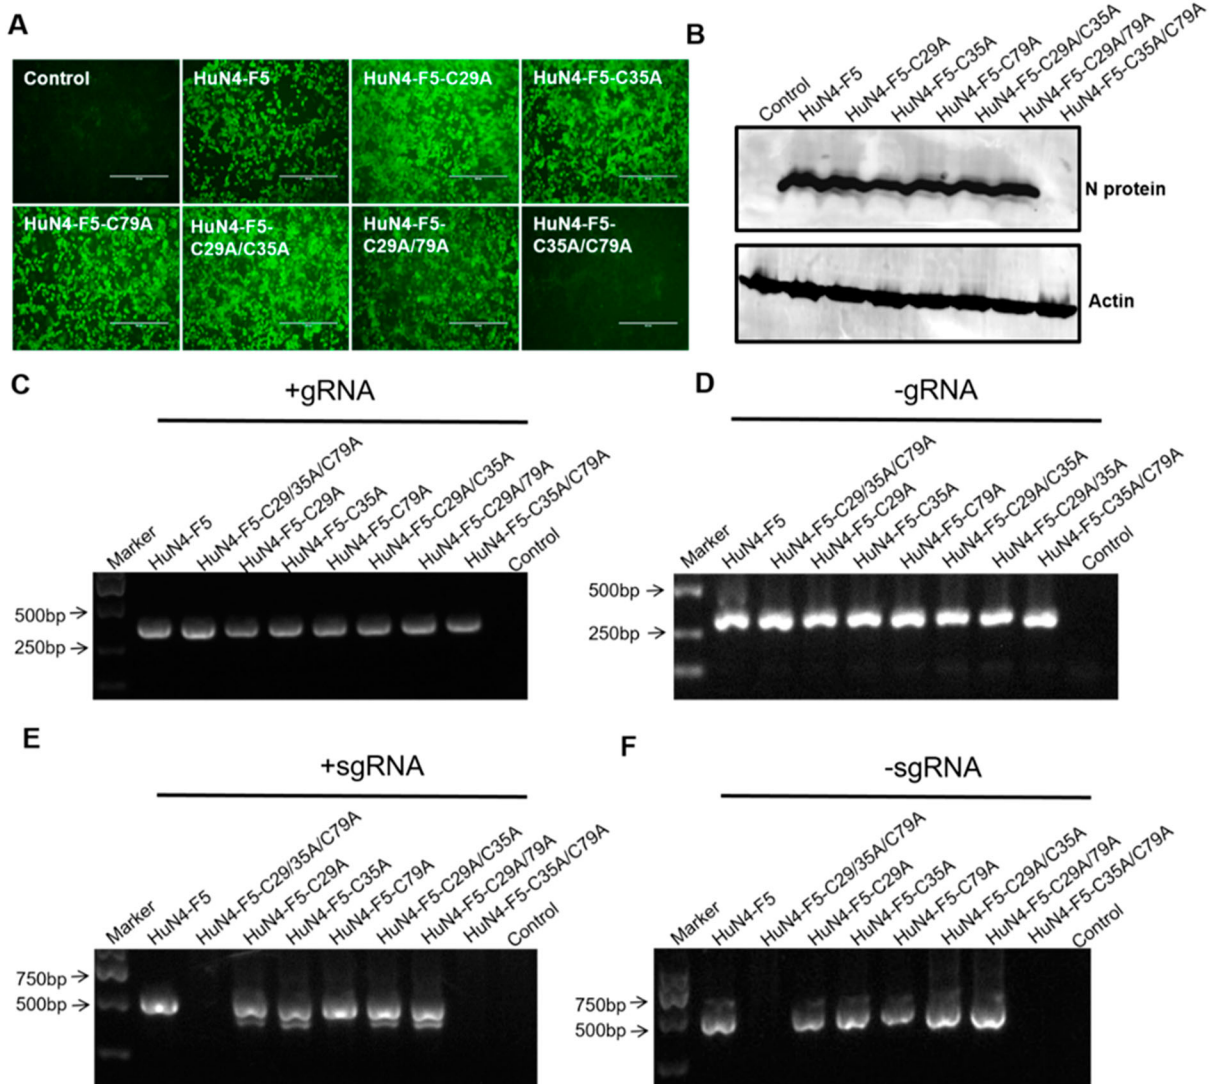 A
Control
HuN4-F5
HuN4-F5-C29A
HuN4-F5-C35A
HuN4-F5-C79A
HuN4-F5-
C29A/C35A
HuN4-F5-
C29A/79A
HuN4-F5-
C35A/C79A
B
Control
HuN4-F5
HuN4-F5-C29A
HuN4-F5-C35A
HuN4-F5-C79A
HuN4-F5-C29A/C35A
HuN4-F5-C29A/79A
HuN4-F5-C35A/C79A
N protein
Actin
C
+gRNA
Marker
HuN4-F5
HuN4-F5-C29/35A/C79A
HuN4-F5-C29A
HuN4-F5-C35A
HuN4-F5-C79A
HuN4-F5-C29A/C35A
HuN4-F5-C29A/79A
HuN4-F5-C35A/C79A
Control
500bp
250bp
D
-gRNA
Marker
HuN4-F5
HuN4-F5-C29/35A/C79A
HuN4-F5-C29A
HuN4-F5-C35A
HuN4-F5-C79A
HuN4-F5-C29A/C35A
HuN4-F5-C29A/35A
HuN4-F5-C35A/C79A
Control
500bp
250bp
E
+sgRNA
Marker
HuN4-F5
HuN4-F5-C29/35A/C79A
HuN4-F5-C29A
HuN4-F5-C35A
HuN4-F5-C79A
HuN4-F5-C29A/C35A
HuN4-F5-C29A/79A
HuN4-F5-C35A/C79A
Control
750bp
500bp
F
-sgRNA
Marker
HuN4-F5
HuN4-F5-C29/35A/C79A
HuN4-F5-C29A
HuN4-F5-C35A
HuN4-F5-C79A
HuN4-F5-C29A/C35A
HuN4-F5-C29A/79A
HuN4-F5-C35A/C79A
Control
750bp
500bp